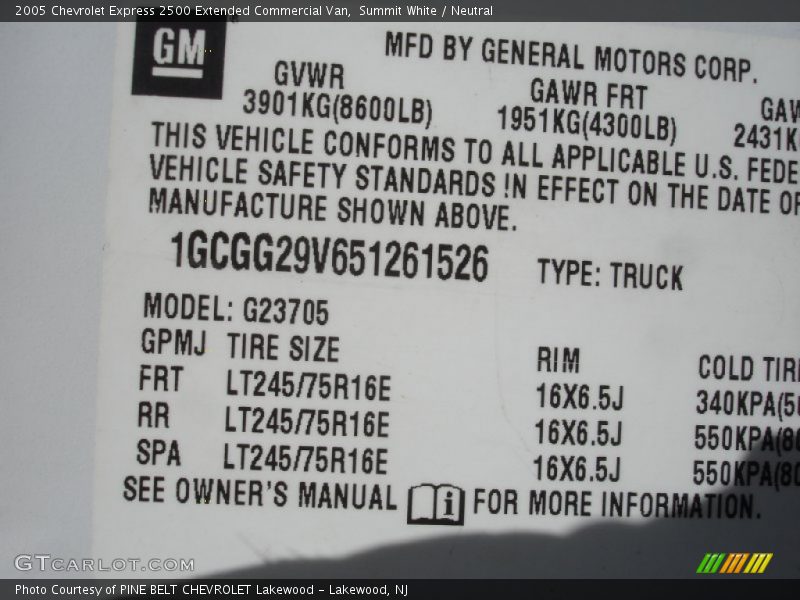 2005 Chevrolet Express 2500 Extended Commercial Van, Summit White / Neutral
GM
MFD BY GENERAL MOTORS CORP.
GVWR GAWR FRT
3901KG(8600LB) 1951KG(4300LB)
THIS VEHICLE CONFORMS TO ALL APPLICABLE U.S.
VEHICLE SAFETY STANDARDS !N EFFECT ON THE DATE
MANUFACTURE SHOWN ABOVE.
1GCGG29V651261526 TYPE: TRUCK
MODEL: G23705
GPMJ TIRE SIZE RIM COLD
FRT LT245/75R16E 16X6.5J 340KPA
RR LT245/75R16E 16X6.5J 550KPA
SPA LT245/75R16E 16X6.5J 550KPA
SEE OWNER'S MANUAL i FOR MORE INFORMATION.
GTCARLOT.COM
Photo Courtesy of PINE BELT CHEVROLET Lakewood - Lakewood, NJ